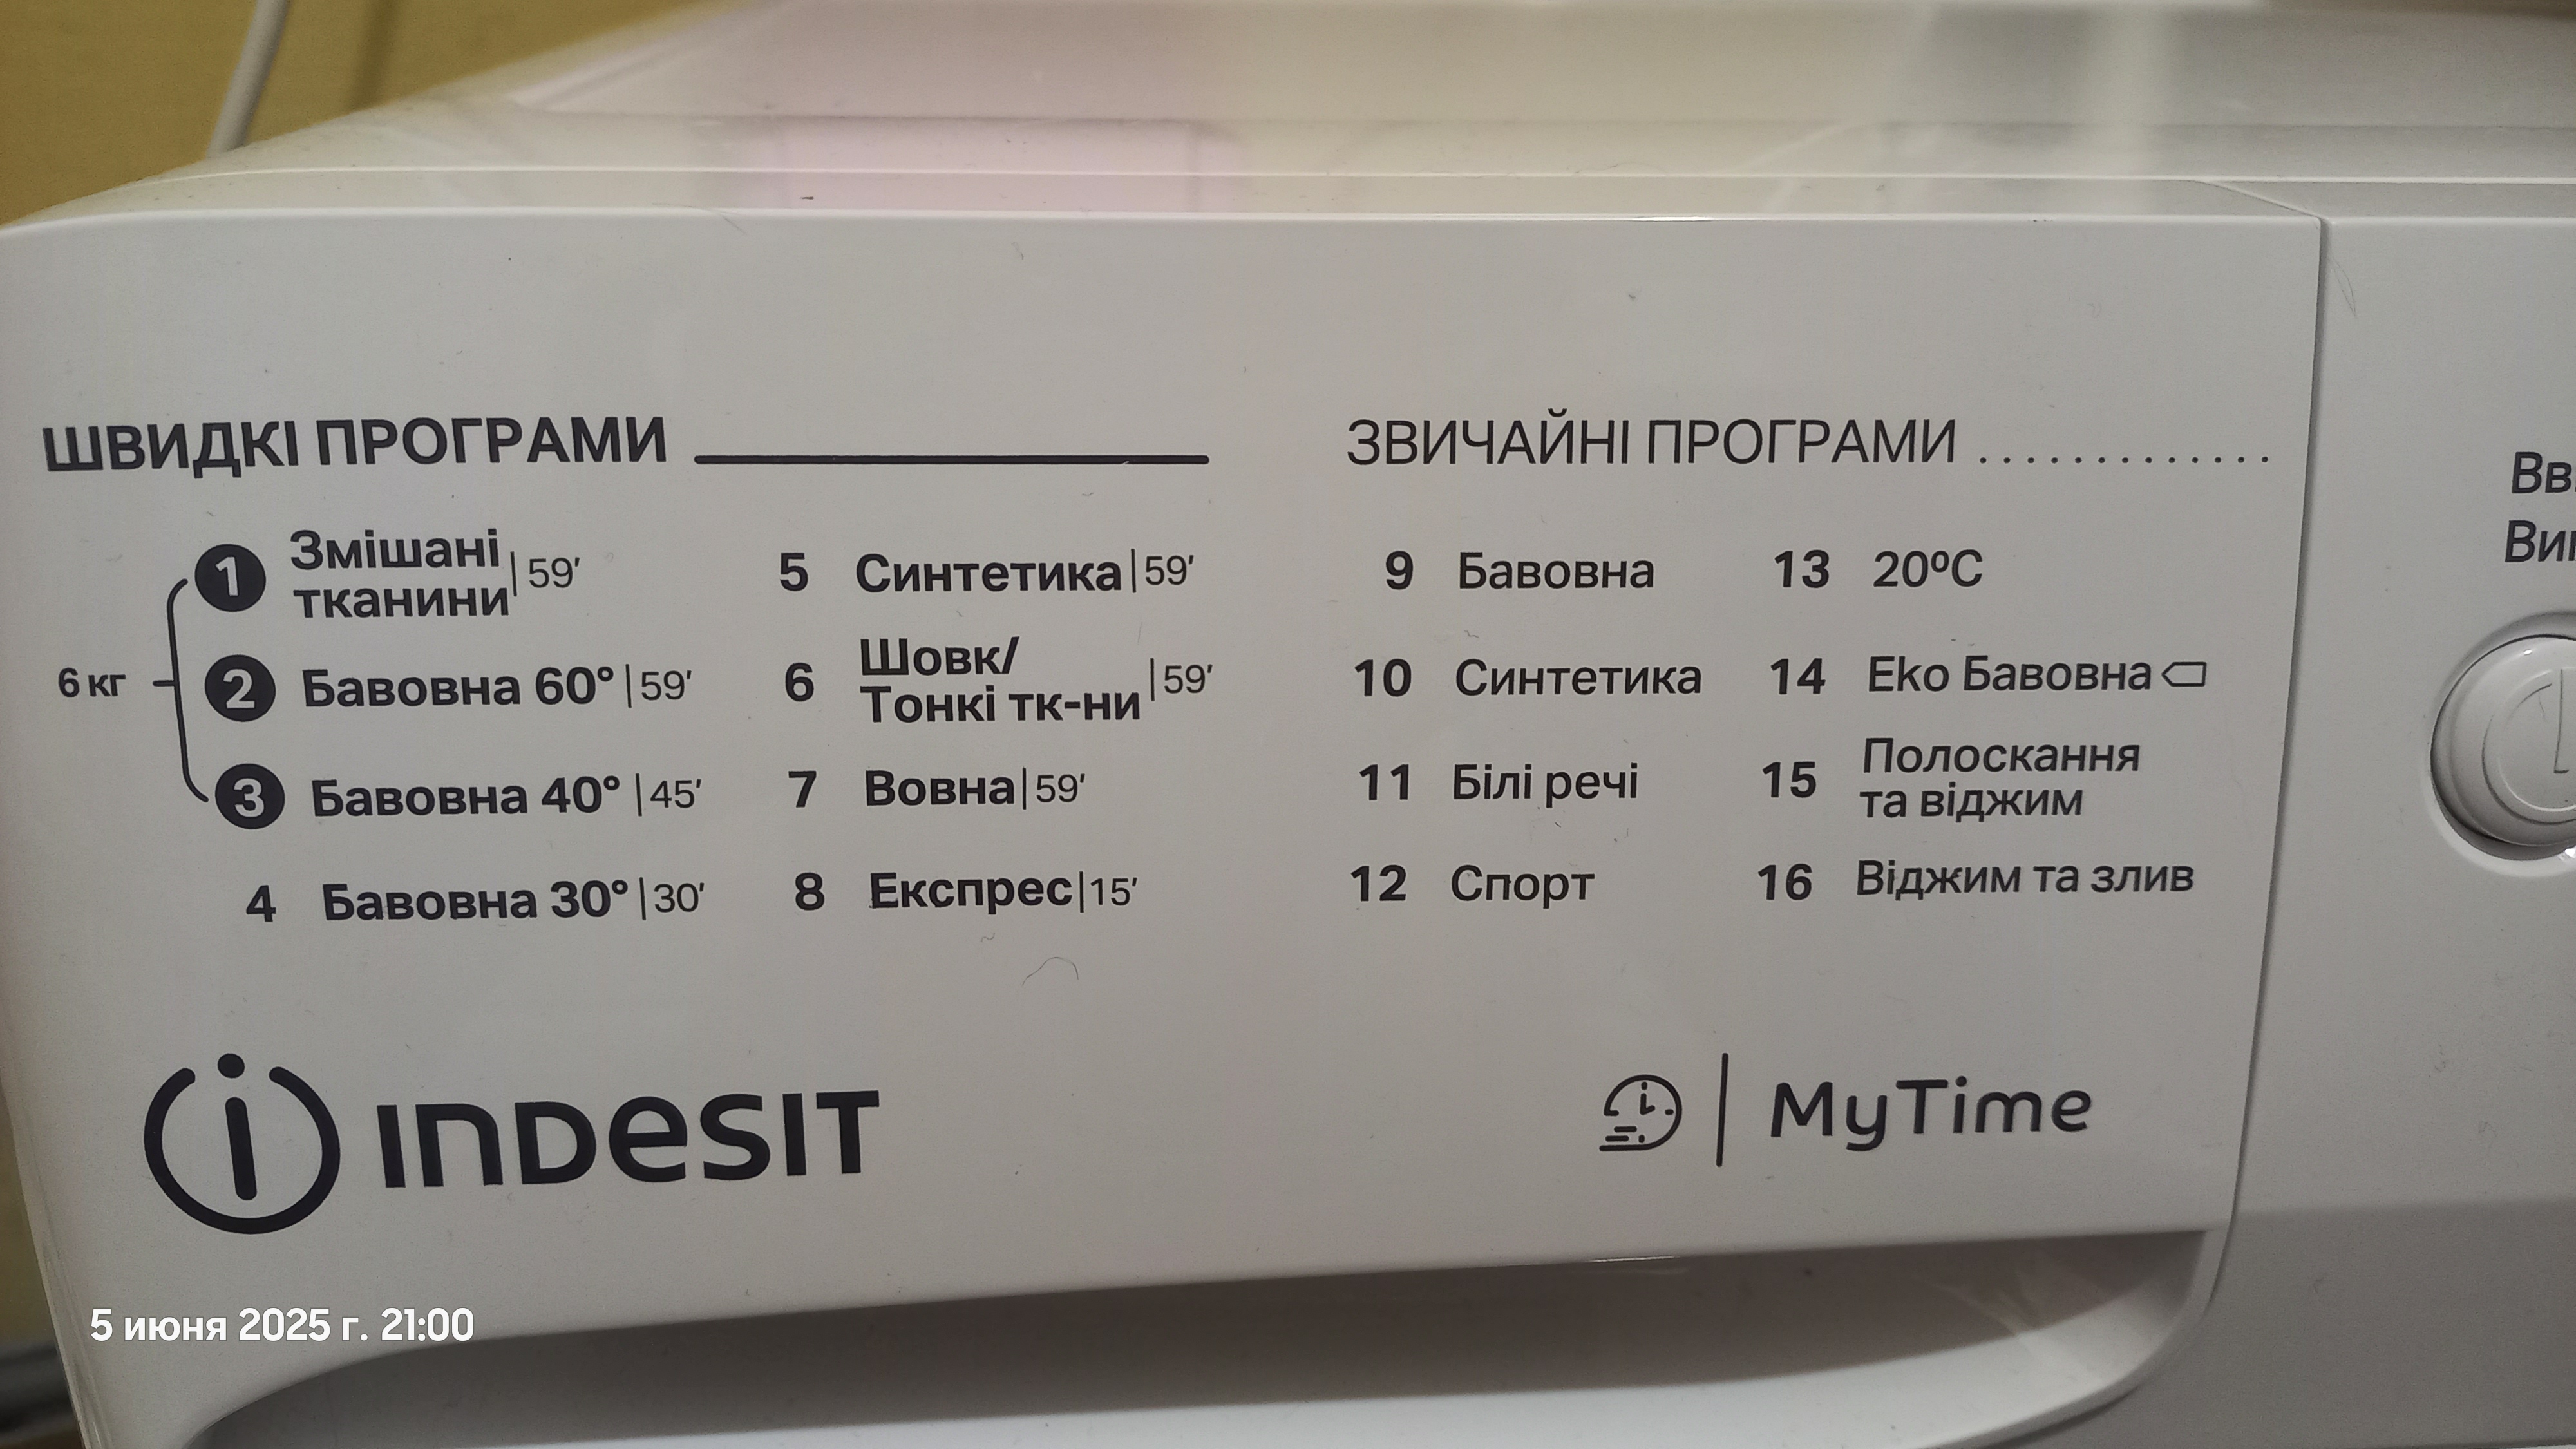 ШВИДКІ ПРОГРАМИ
6 кг
1 Змішані
тканини | 59'
2 Бавовна 60° | 59'
3 Бавовна 40° | 45'
4 Бавовна 30° | 30'
5 Синтетика | 59'
6 Шовк/
Тонкі тк-ни | 59'
7 Вовна | 59'
8 Експрес | 15'
ЗВИЧАЙНІ ПРОГРАМИ .............
9 Бавовна
10 Синтетика
11 Білі речі
12 Спорт
13 20ºC
14 Eko Бавовна
15 Полоскання
та віджим
16 Віджим та злив
INDESIT
MyTime
5 июня 2025 г. 21:00